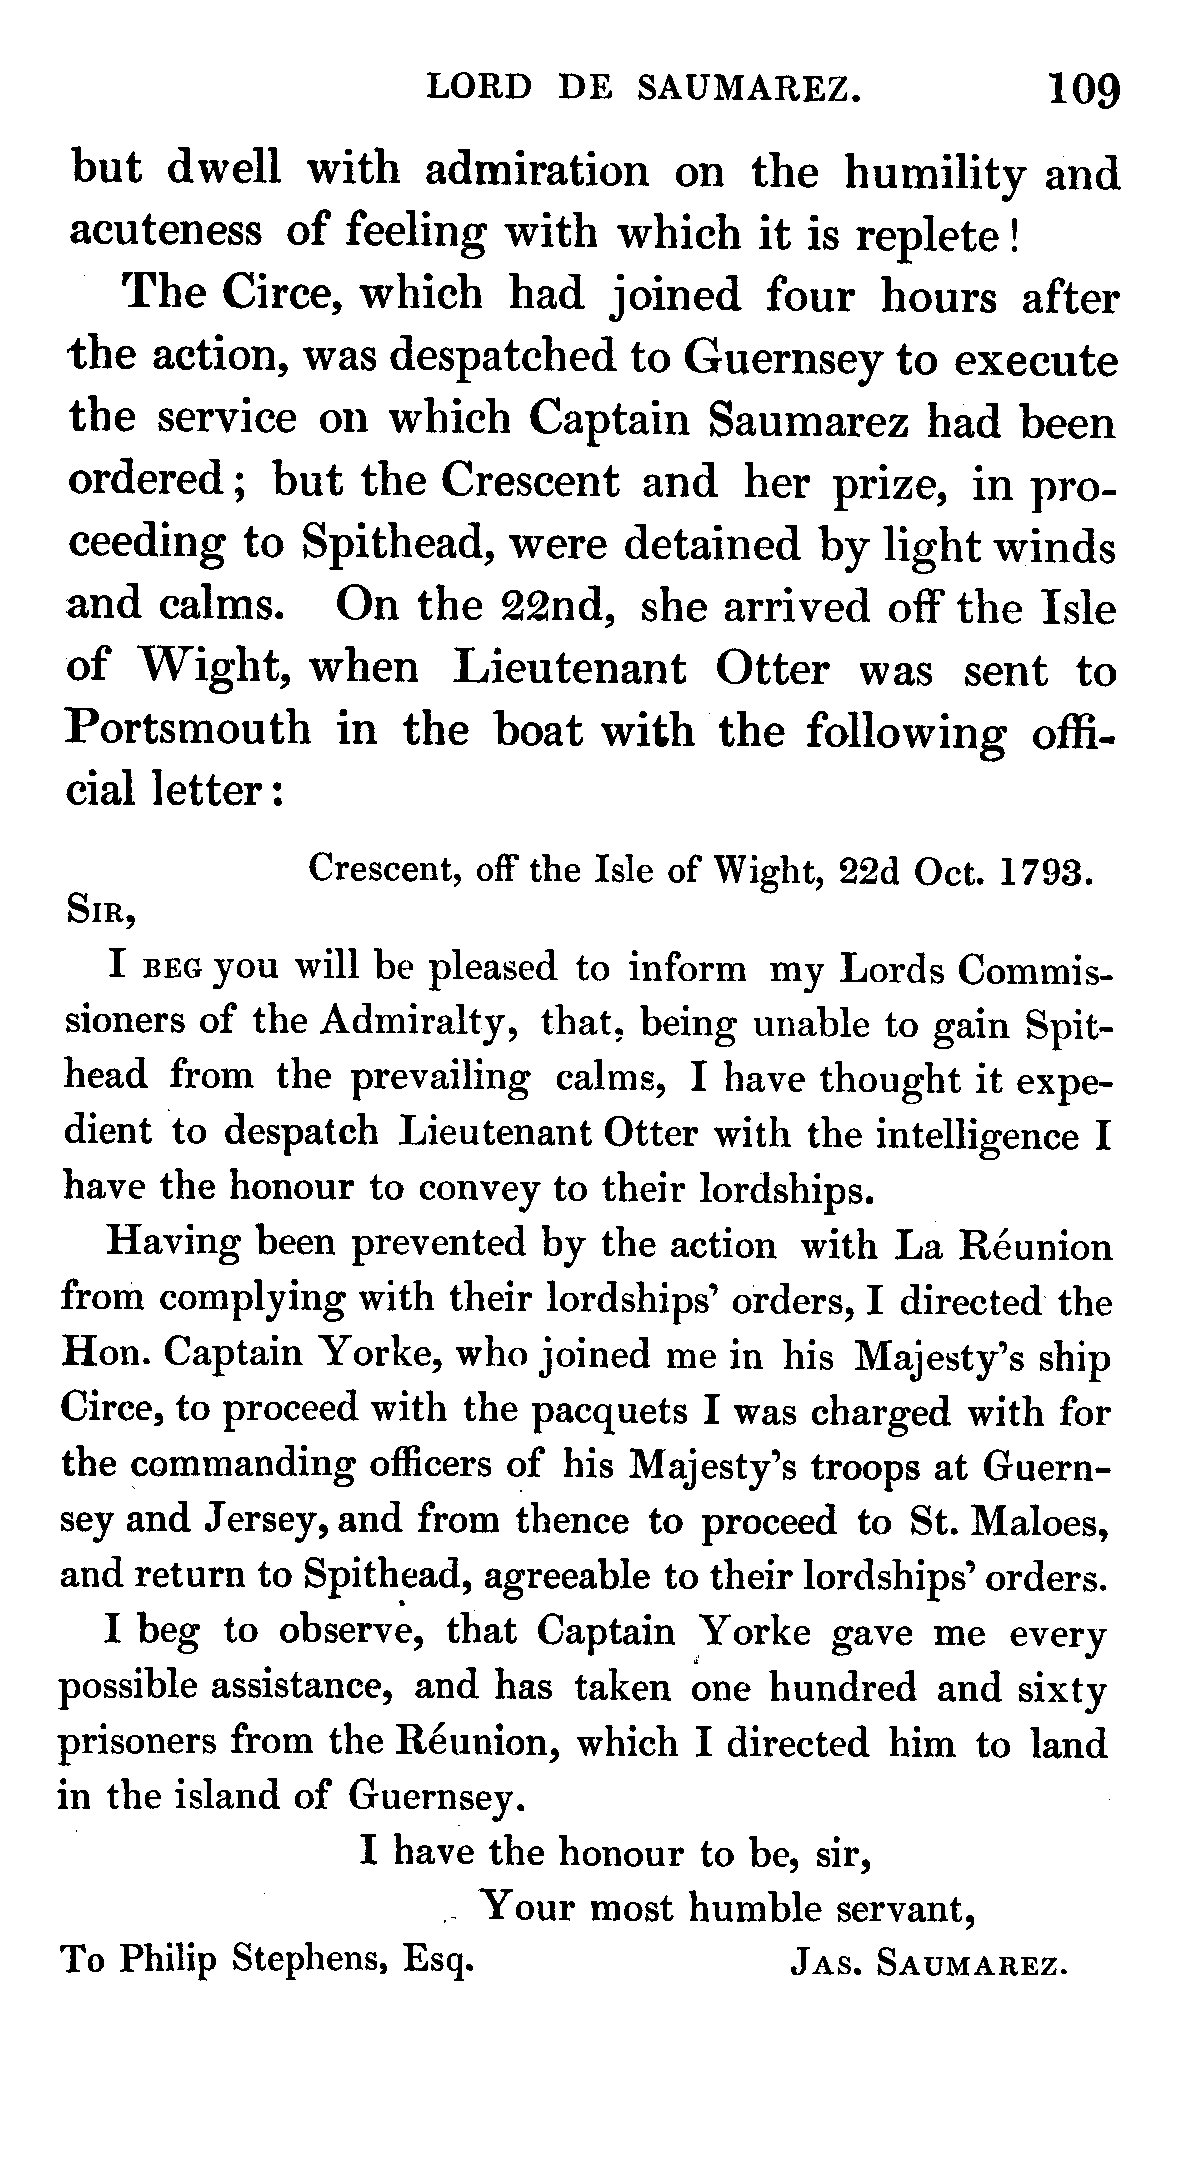 LORD DE SAUMAREZ. 109
but dwell with admiration on the humility and
acuteness of feeling with which it is replete!
The Circe, which had joined four hours after
the action, was despatched to Guernsey to execute
the service on which Captain Saumarez had been
ordered; but the Crescent and her prize, in pro-
ceeding to Spithead, were detained by light winds
and calms. On the 22nd, she arrived off the Isle
of Wight, when Lieutenant Otter was sent to
Portsmouth in the boat with the following offi-
cial letter:
Crescent, off the Isle of Wight, 22d Oct. 1793.
SIR,
I BEG you will be pleased to inform my Lords Commis-
sioners of the Admiralty, that, being unable to gain Spit-
head from the prevailing calms, I have thought it expe-
dient to despatch Lieutenant Otter with the intelligence I
have the honour to convey to their lordships.
Having been prevented by the action with La Réunion
from complying with their lordships' orders, I directed the
Hon. Captain Yorke, who joined me in his Majesty's ship
Circe, to proceed with the pacquets I was charged with for
the commanding officers of his Majesty's troops at Guern-
sey and Jersey, and from thence to proceed to St. Maloes,
and return to Spithead, agreeable to their lordships' orders.
I beg to observe, that Captain Yorke gave me every
possible assistance, and has taken one hundred and sixty
prisoners from the Réunion, which I directed him to land
in the island of Guernsey.
I have the honour to be, sir,
Your most humble servant,
To Philip Stephens, Esq. JAS. SAUMAREZ.